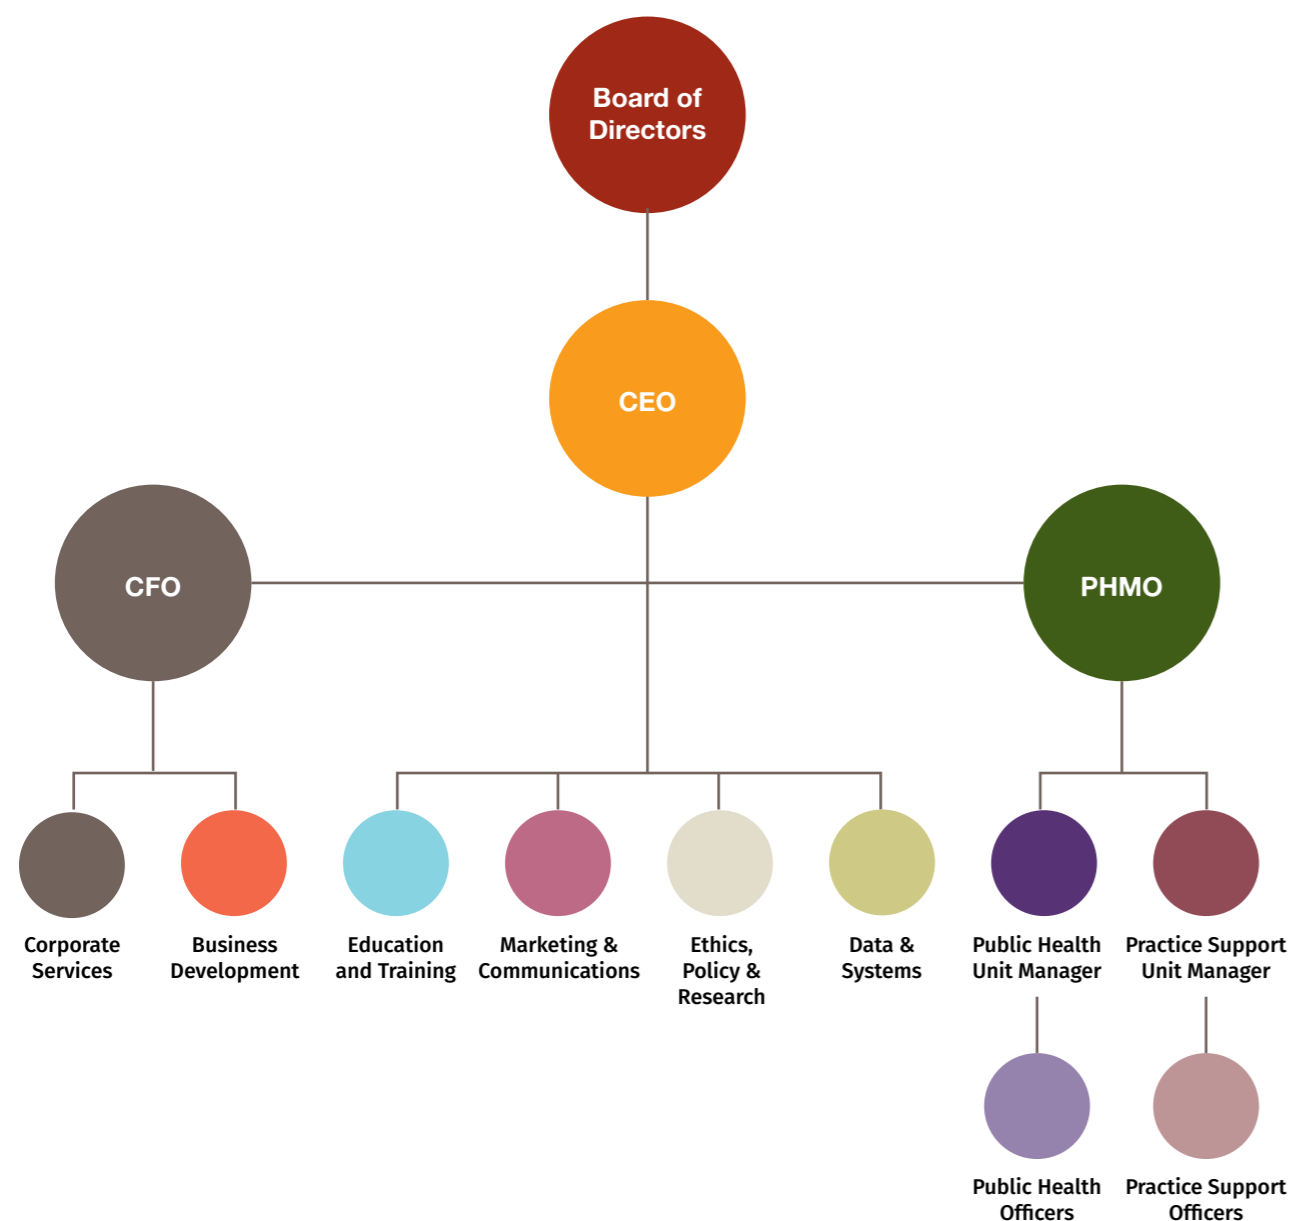 Board of
Directors
CEO
CFO
PHMO
Corporate
Services
Business
Development
Education
and Training
Marketing &
Communications
Ethics,
Policy &
Research
Data &
Systems
Public Health
Unit Manager
Practice Support
Unit Manager
Public Health
Officers
Practice Support
Officers